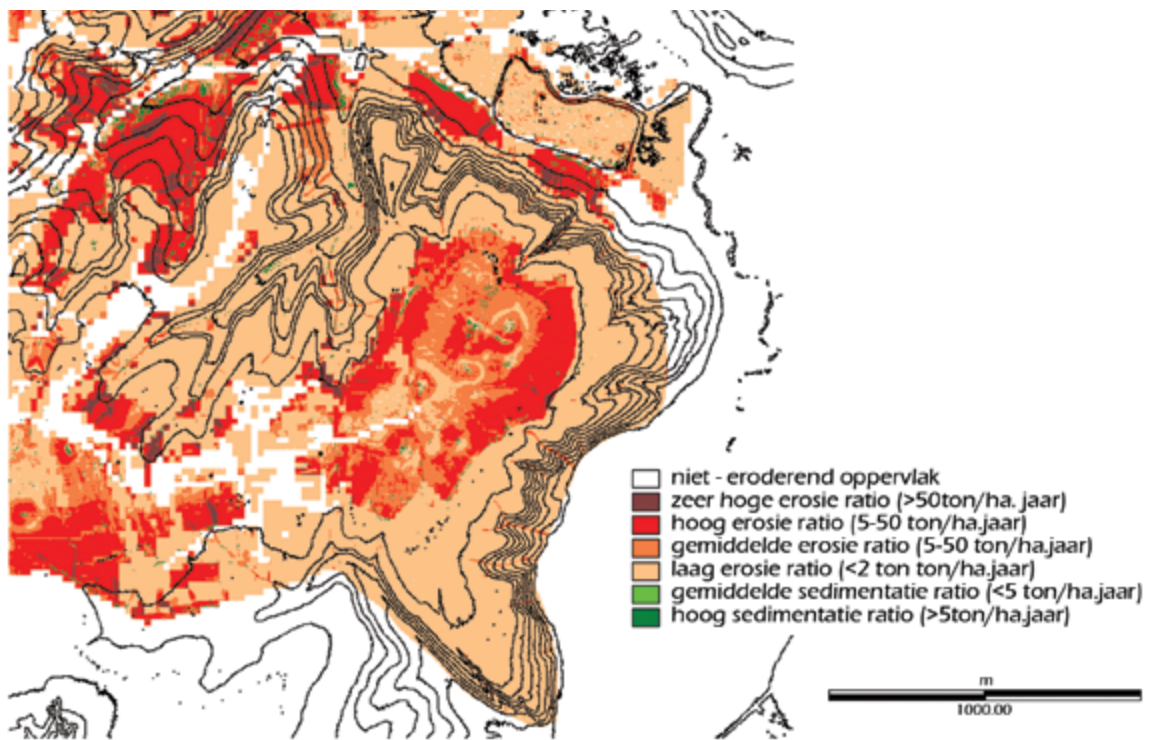 niet - eroderend oppervlak
zeer hoge erosie ratio (>50ton/ha. jaar)
hoog erosie ratio (5-50 ton/ha.jaar)
gemiddelde erosie ratio (5-50 ton/ha.jaar)
laag erosie ratio (<2 ton ton/ha.jaar)
gemiddelde sedimentatie ratio (<5 ton/ha.jaar)
hoog sedimentatie ratio (>5ton/ha.jaar)
m
1000.00